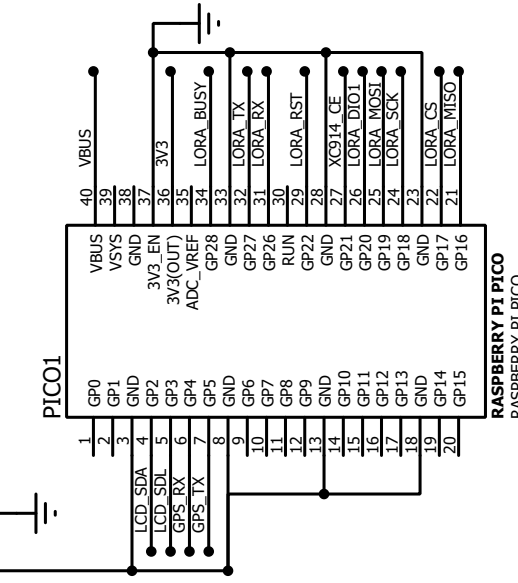 PICO1
VBUS
3V3
LORA_BUSY
LORA_TX
LORA_RX
LORA_RST
XC914_CE
LORA_DIO1
LORA_MOSI
LORA_SCK
LORA_CS
LORA_MISO
40
39
38
37
36
35
34
33
32
31
30
29
28
27
26
25
24
23
22
21
VBUS
VSYS
GND
3V3_EN
3V3(OUT)
ADC_VREF
GP28
GND
GP27
GP26
RUN
GP22
GND
GP21
GP20
GP19
GP18
GND
GP17
GP16
GP0
GP1
GND
GP2
GP3
GP4
GP5
GND
GP6
GP7
GP8
GP9
GND
GP10
GP11
GP12
GP13
GND
GP14
GP15
1
2
3
4
5
6
7
8
9
10
11
12
13
14
15
16
17
18
19
20
LCD_SDA
LCD_SDL
GPS_RX
GPS_TX
RASPBERRY PI PICO
RASPBERRY PI PICO